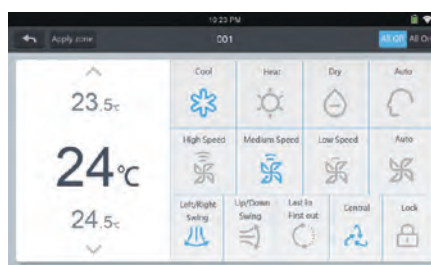 10:23 PM
Apply zone
001
All Off All On
23.5℃
24℃
24.5℃
Cool
Heat
Dry
Auto
High Speed
Medium Speed
Low Speed
Auto
Left/Right Swing
Up/Down Swing
Last In First out
Central
Lock